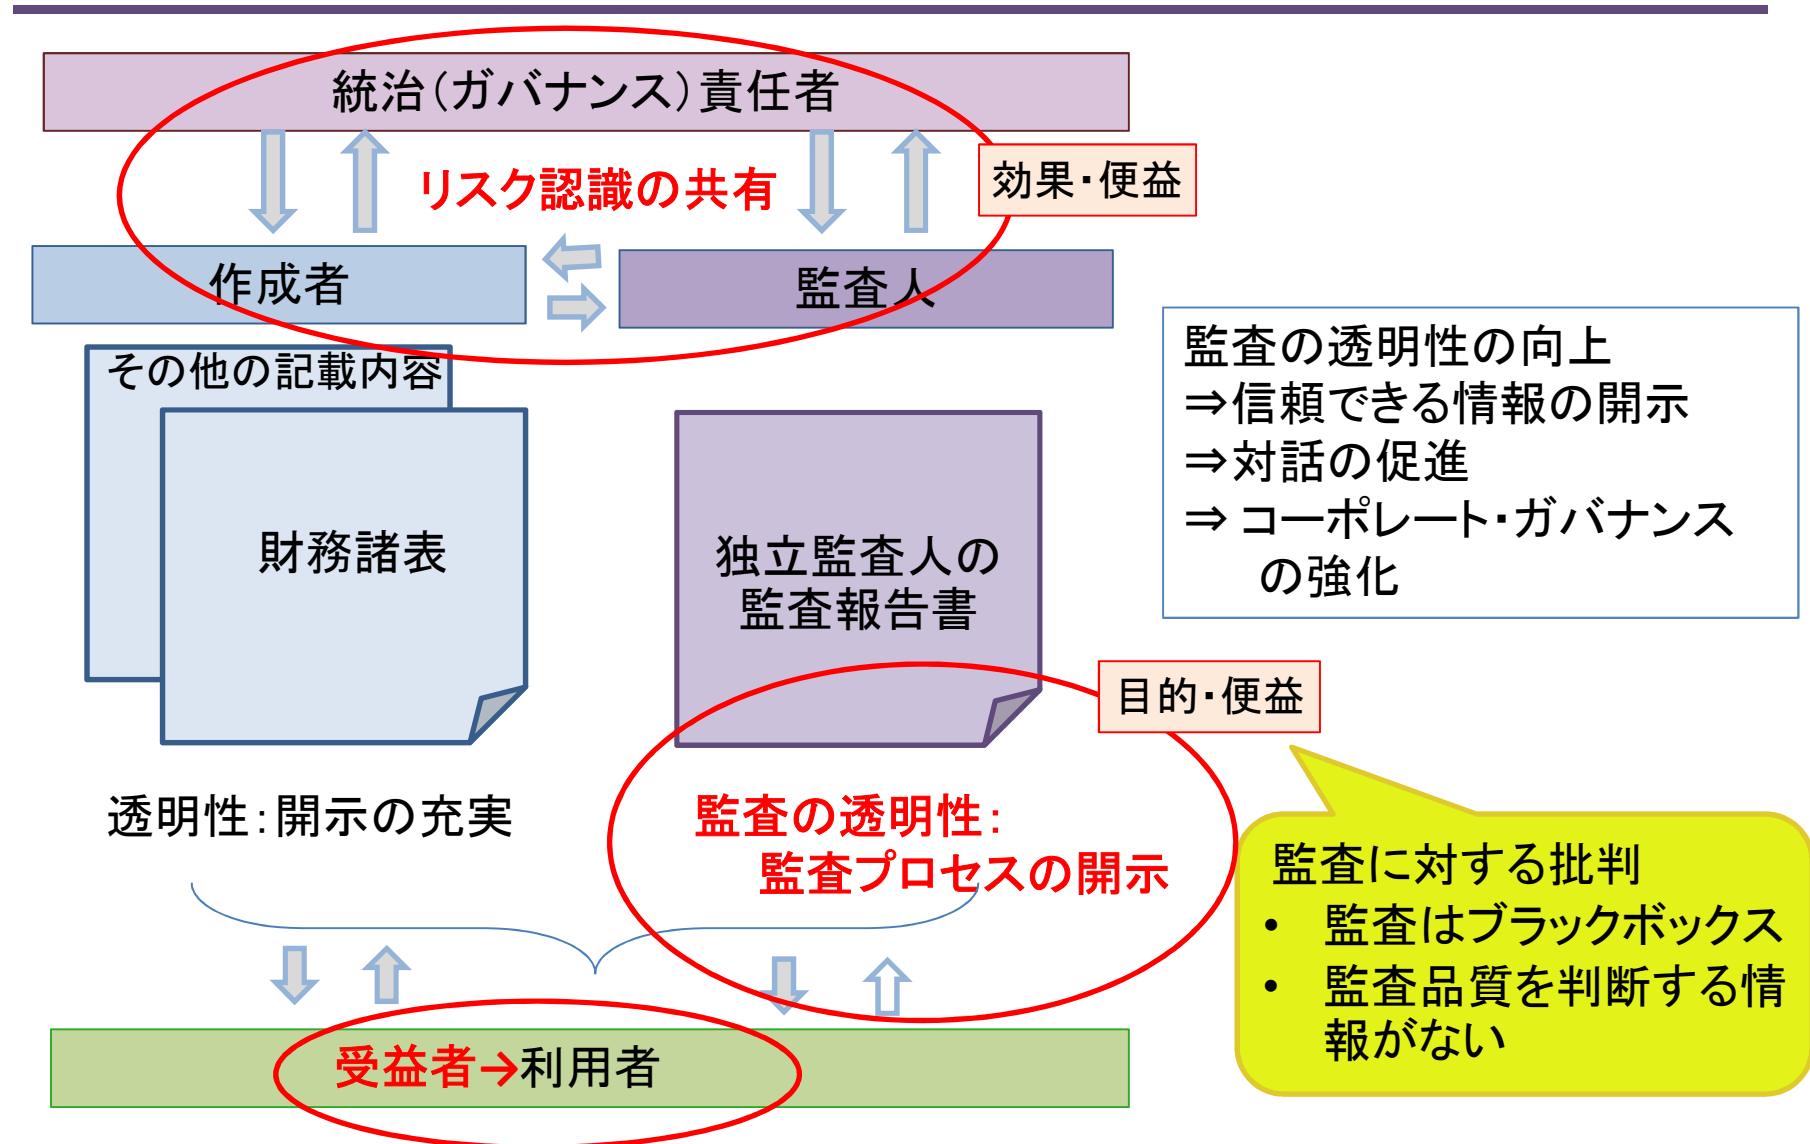 統治(ガバナンス)責任者
リスク認識の共有
効果・便益
作成者
監査人
その他の記載内容
財務諸表
独立監査人の
監査報告書
監査の透明性の向上
⇒信頼できる情報の開示
⇒対話の促進
⇒ コーポレート・ガバナンス
の強化
目的・便益
透明性:開示の充実
監査の透明性:
監査プロセスの開示
監査に対する批判
• 監査はブラックボックス
• 監査品質を判断する情
報がない
受益者→利用者